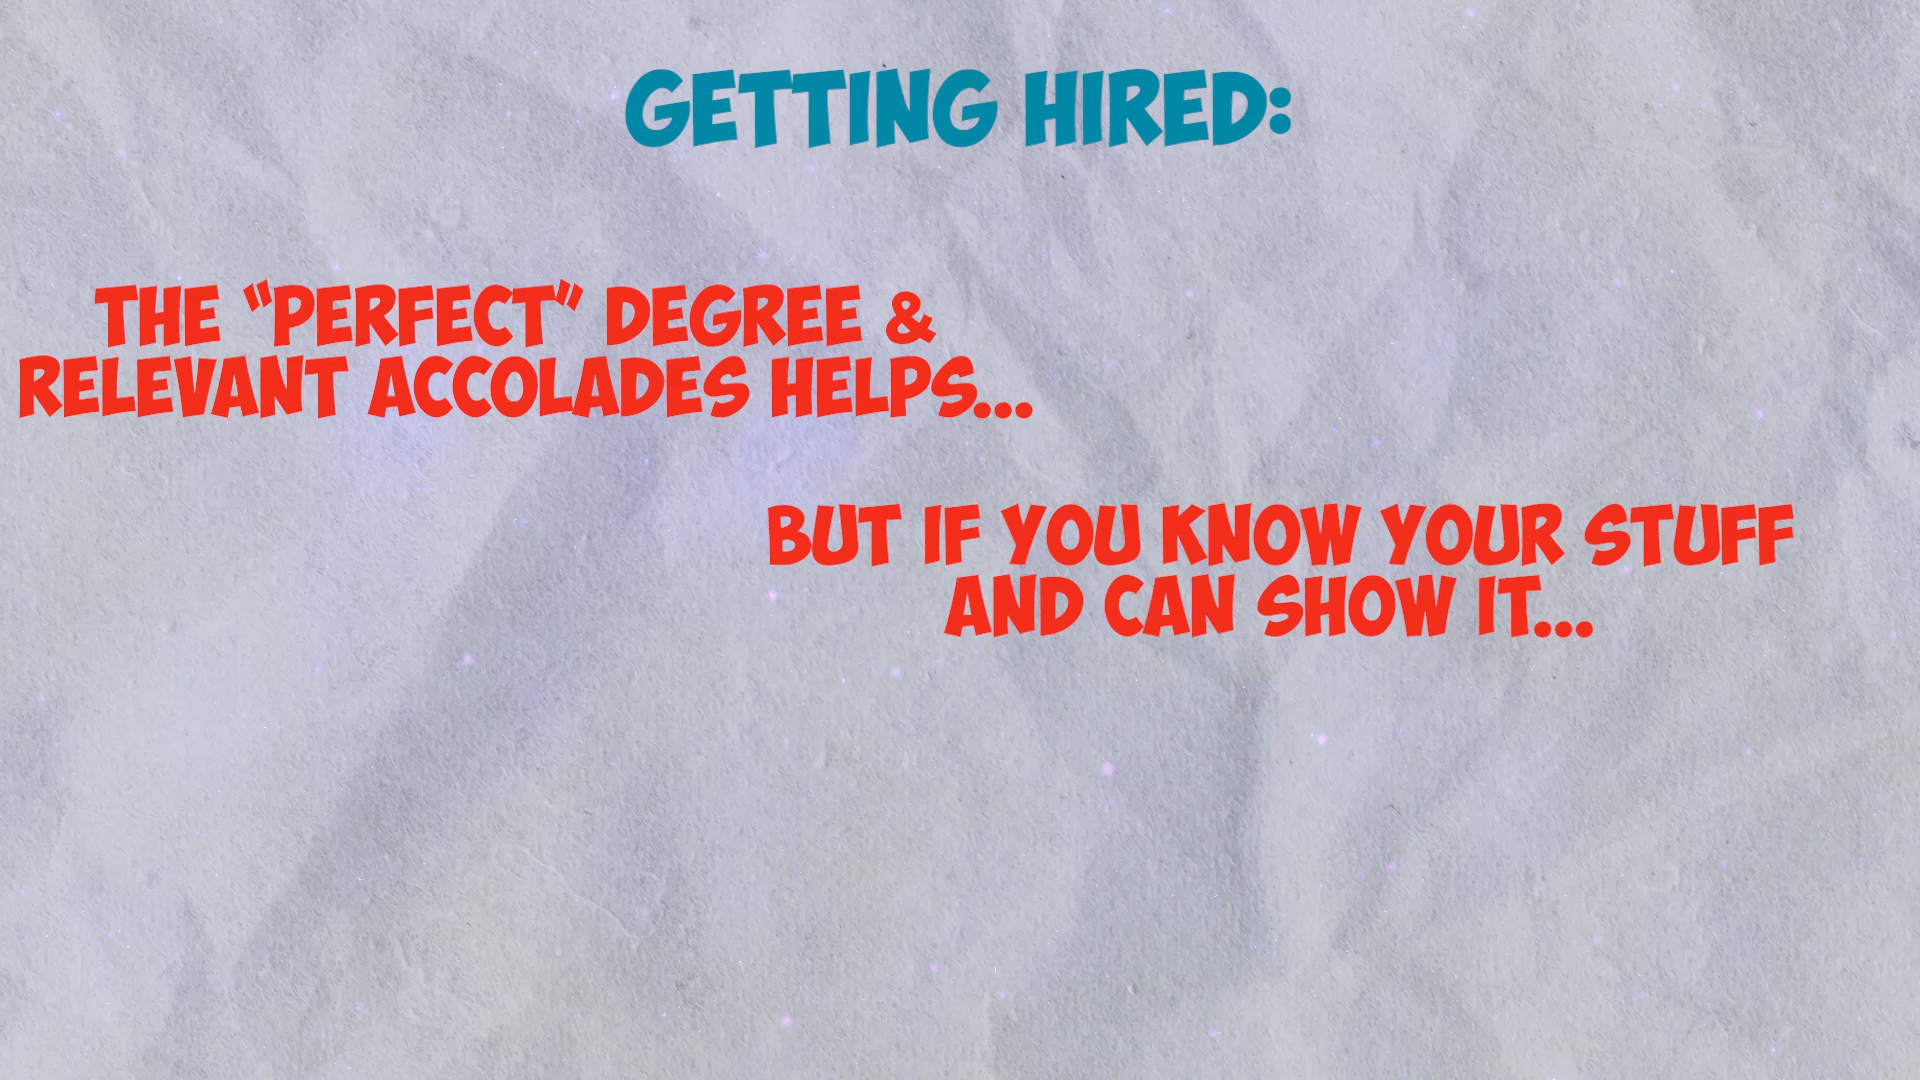 GETTING HIRED:
THE "PERFECT" DEGREE &
RELEVANT ACCOLADES HELPS...
BUT IF YOU KNOW YOUR STUFF
AND CAN SHOW IT...